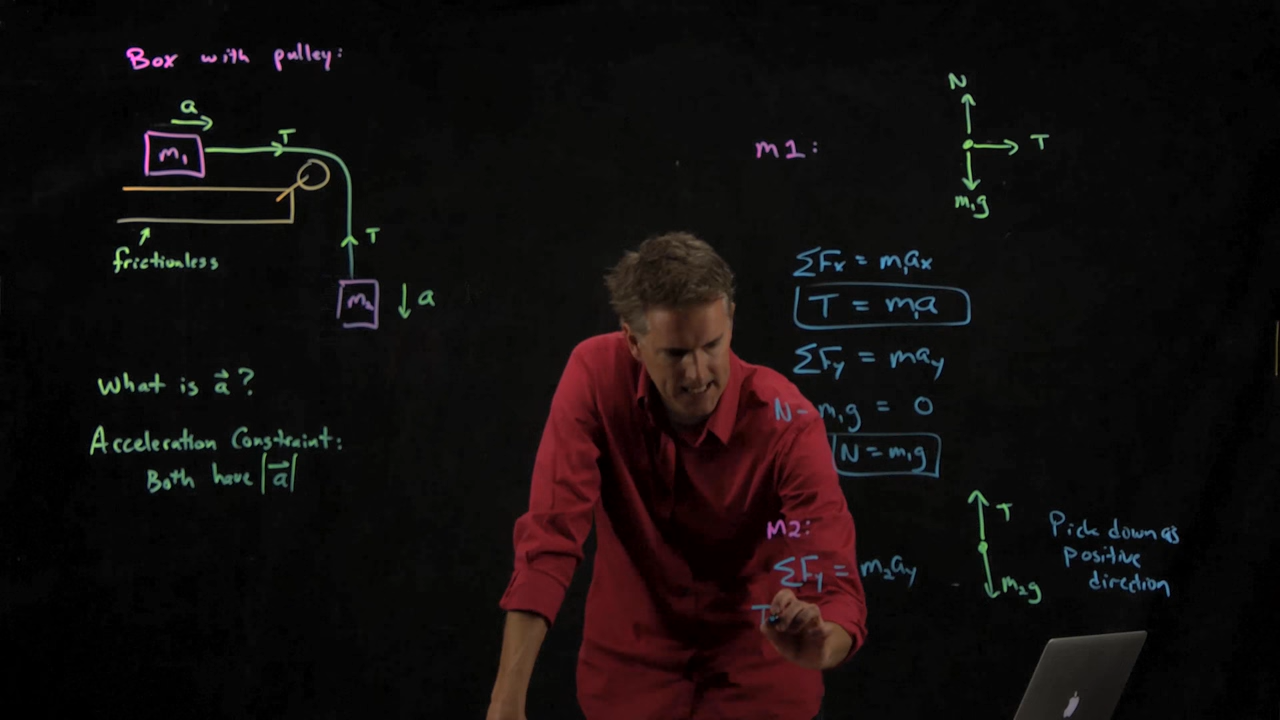 Box with pulley:
a
m₁
T
T
frictionless
m₂
a
What is a⃗?
Acceleration Constraint:
Both have |a⃗|
m1:
N
T
m₁g
ΣFx = m₁ax
T = m₁a
ΣFy = may
N - m₁g = 0
N = m₁g
m2:
ΣFy = m₂ay
T
T
m₂g
Pick down as
positive
direction